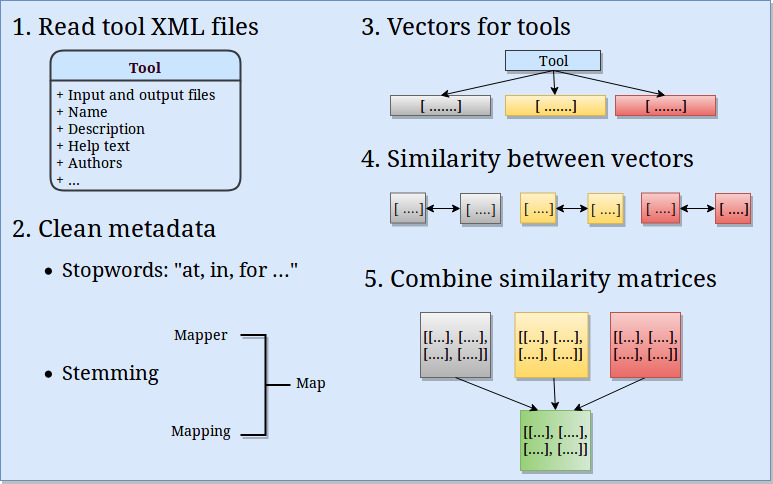 1. Read tool XML files
Tool
+ Input and output files
+ Name
+ Description
+ Help text
+ Authors
+ ...
2. Clean metadata
• Stopwords: "at, in, for ..."
Mapper
• Stemming
Map
Mapping
3. Vectors for tools
Tool
[ .......] [ .......] [ .......]
4. Similarity between vectors
[ ....] [ ....] [ ....] [ ....] [ ....] [ ....]
5. Combine similarity matrices
[[...], [....], [[...], [....], [[...], [....],
[....], [....]] [....], [....]] [....], [....]]
[[...], [....],
[....], [....]]